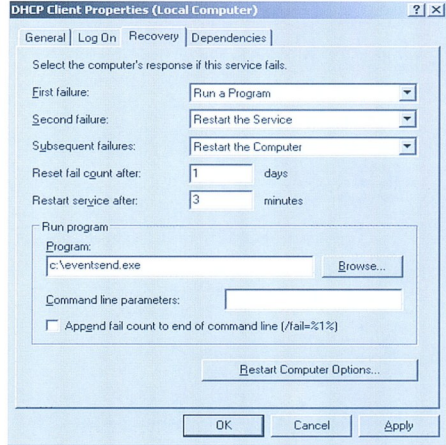 DHCP Client Properties (Local Computer)
General
Log On
Recovery
Dependencies
Select the computer's response if this service fails.
First failure: Run a Program
Second failure: Restart the Service
Subsequent failures: Restart the Computer
Reset fail count after: 1 days
Restart service after: 3 minutes
Run program
Program:
c:\eventsend.exe
Browse...
Command line parameters:
Append fail count to end of command line (/fail=%1%)
Restart Computer Options...
OK
Cancel
Apply